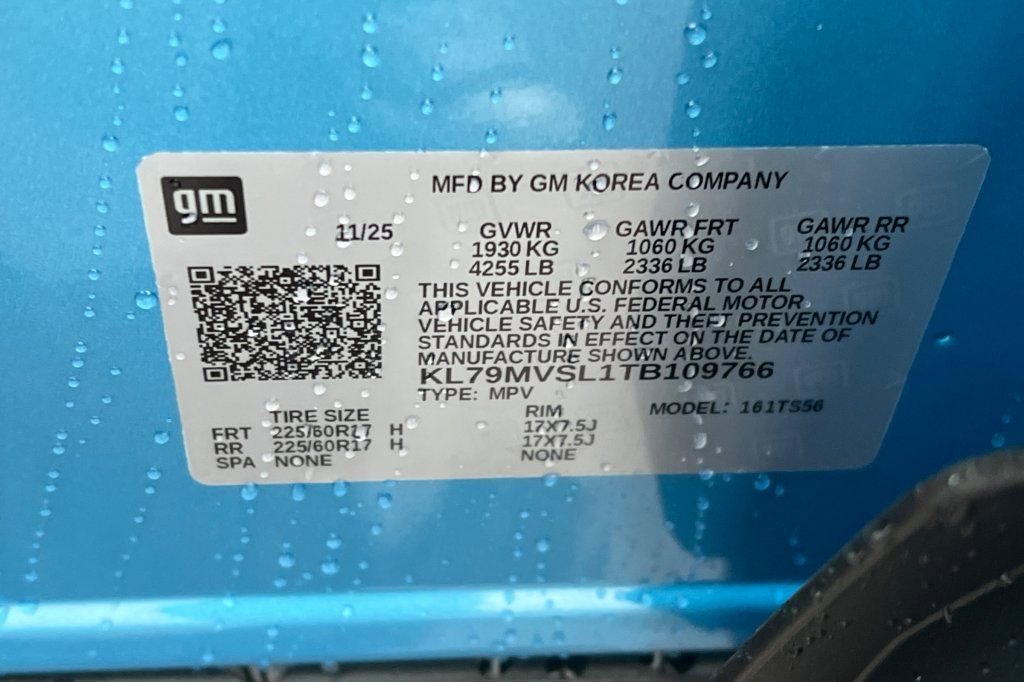 gm
MFD BY GM KOREA COMPANY
11/25
GVWR GAWR FRT GAWR RR
1930 KG 1060 KG 1060 KG
4255 LB 2336 LB 2336 LB
THIS VEHICLE CONFORMS TO ALL
APPLICABLE U.S. FEDERAL MOTOR
VEHICLE SAFETY AND THEFT PREVENTION
STANDARDS IN EFFECT ON THE DATE OF
MANUFACTURE SHOWN ABOVE.
KL79MVSL1TB109766
TYPE: MPV
TIRE SIZE RIM MODEL: 161TS56
FRT 225/60R17 H 17X7.5J
RR 225/60R17 H 17X7.5J
SPA NONE NONE